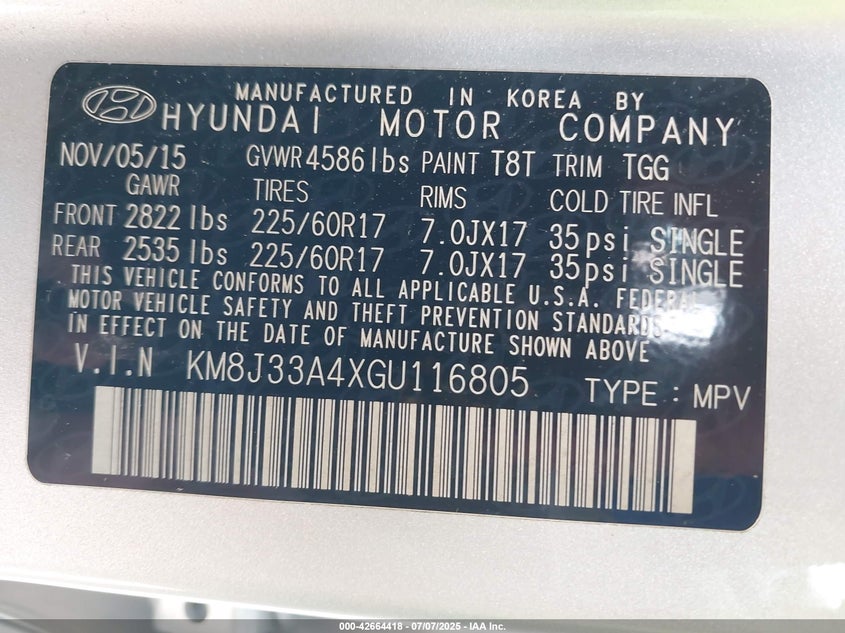 MANUFACTURED IN KOREA BY
HYUNDAI MOTOR COMPANY
NOV/05/15 GVWR 4586lbs PAINT T8T TRIM TGG
GAWR TIRES RIMS COLD TIRE INFL
FRONT 2822 lbs 225/60R17 7.0JX17 35psi SINGLE
REAR 2535 lbs 225/60R17 7.0JX17 35psi SINGLE
THIS VEHICLE CONFORMS TO ALL APPLICABLE U.S.A. FEDERAL
MOTOR VEHICLE SAFETY AND THEFT PREVENTION STANDARDS
IN EFFECT ON THE DATE OF MANUFACTURE SHOWN ABOVE
V.I.N KM8J33A4XGU116805 TYPE : MPV
000-42664418 | 07/07/2025 - IAA Inc.